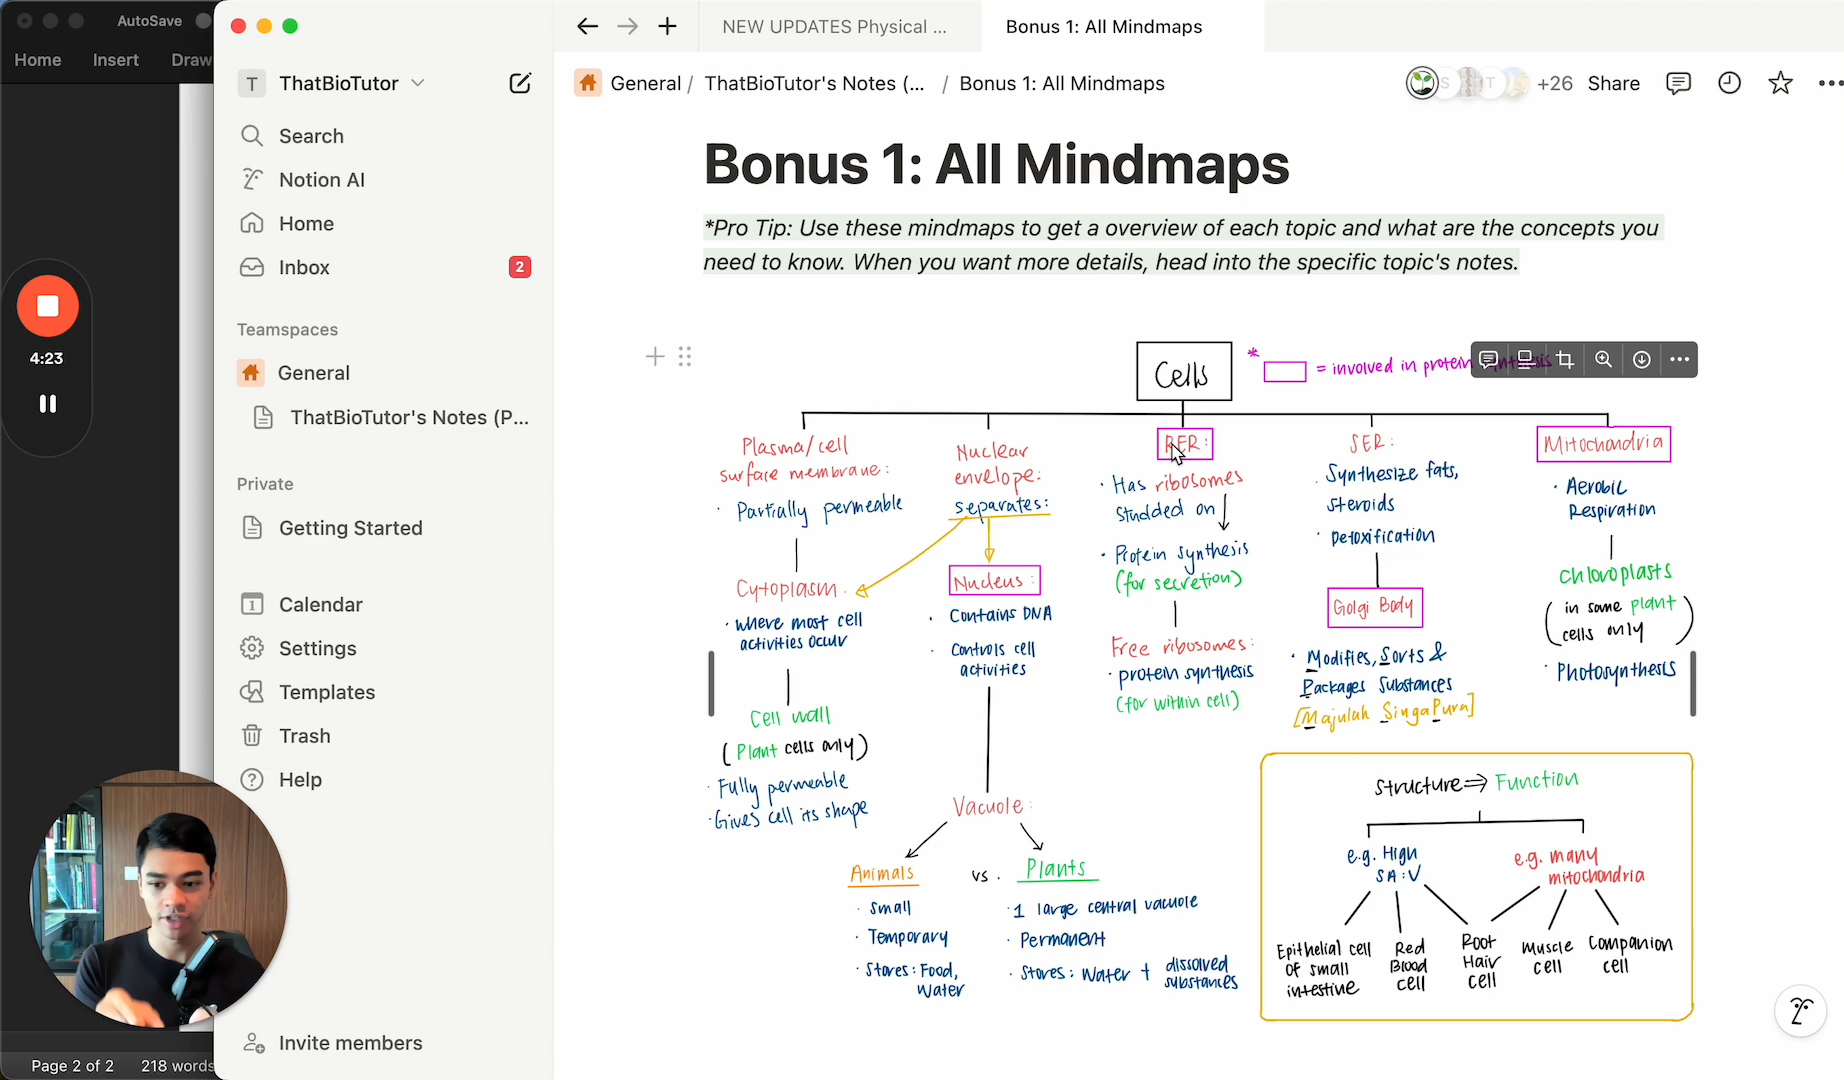 AutoSave
Home Insert Draw
4:23
Page 2 of 2 218 words
T ThatBioTutor
Search
Notion AI
Home
Inbox 2
Teamspaces
General
ThatBioTutor's Notes (P...
Private
Getting Started
Calendar
Settings
Templates
Trash
Help
Invite members
NEW UPDATES Physical ... Bonus 1: All Mindmaps
General / ThatBioTutor's Notes (... / Bonus 1: All Mindmaps
S T +26 Share
Bonus 1: All Mindmaps
*Pro Tip: Use these mindmaps to get a overview of each topic and what are the concepts you
need to know. When you want more details, head into the specific topic's notes.
Cells
* = involved in protein synthesis
Plasma/cell
surface membrane:
· Partially permeable
Cytoplasm.
· where most cell
activities occur
Cell wall
(Plant cells only)
· Fully permeable
· Gives cell its shape
Nuclear
envelope:
separates:
Nucleus:
· Contains DNA
· Controls cell
activities
Vacuole:
Animals
· Small
· Temporary
· Stores: Food,
Water
vs.
Plants
· 1 large central vacuole
· Permanent
· Stores: Water + dissolved
substances
RER:
· Has ribosomes
studded on
· Protein synthesis
(for secretion)
Free ribosomes:
· protein synthesis
(for within cell)
SER:
· Synthesize fats,
steroids
· Detoxification
Golgi Body
· Modifies, Sorts &
Packages Substances
[Majulah SingaPura]
Mitochondria
· Aerobic
Respiration
Chloroplasts
(in some plant
cells only)
· Photosynthesis
Structure ⇒ Function
e.g. High
SA:V
e.g. many
mitochondria
Epithelial cell
of small
intestine
Red
Blood
cell
Root
Hair
cell
Muscle
cell
Companion
cell